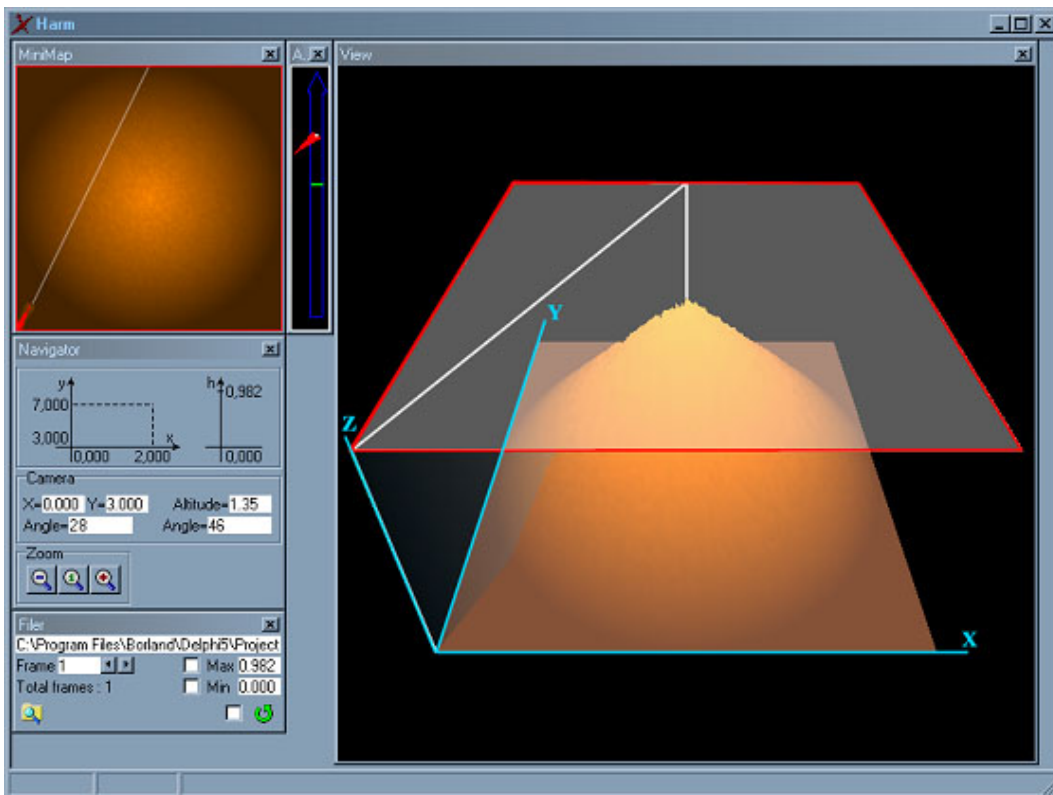 Harm
MiniMap
A..
View
Y
Z
X
Navigator
y
h
0,982
7,000
3,000
x
0,000 2,000 0,000
Camera
X=0.000 Y=3.000 Altitude=1.35
Angle=28 Angle=46
Zoom
Filer
C:\Program Files\Borland\Delphi5\Project
Frame 1 Max 0.982
Total frames : 1 Min 0.000